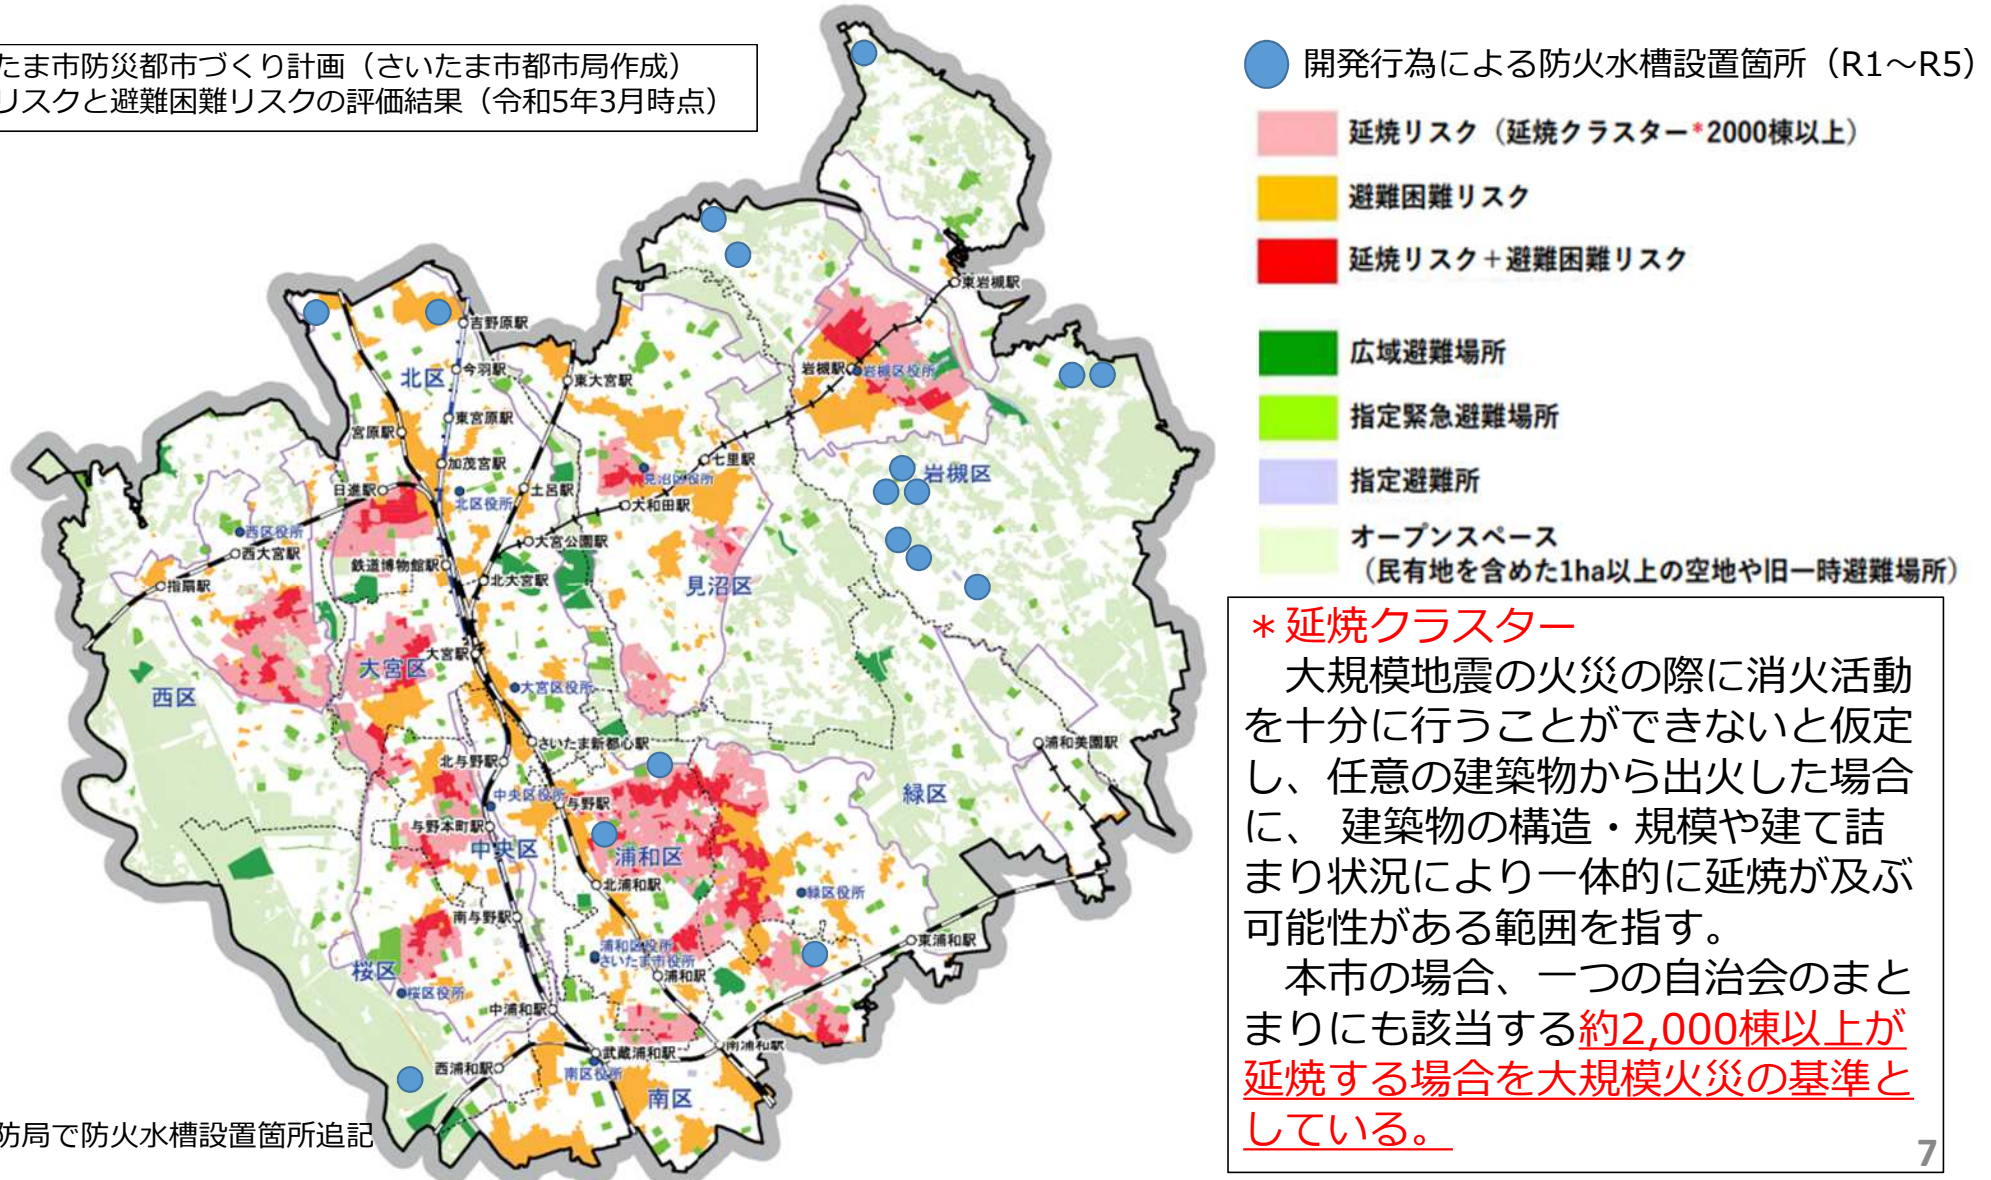 たま市防災都市づくり計画（さいたま市都市局作成）
リスクと避難困難リスクの評価結果（令和5年3月時点）
開発行為による防火水槽設置箇所（R1～R5）
延焼リスク（延焼クラスター*2000棟以上）
避難困難リスク
延焼リスク＋避難困難リスク
広域避難場所
指定緊急避難場所
指定避難所
オープンスペース
（民有地を含めた1ha以上の空地や旧一時避難場所）
＊延焼クラスター
大規模地震の火災の際に消火活動
を十分に行うことができないと仮定
し、任意の建築物から出火した場合
に、 建築物の構造・規模や建て詰
まり状況により一体的に延焼が及ぶ
可能性がある範囲を指す。
本市の場合、一つの自治会のまと
まりにも該当する約2,000棟以上が
延焼する場合を大規模火災の基準と
している。
7
東岩槻駅
吉野原駅
岩槻駅
岩槻区役所
北区
今羽駅
東大宮駅
東宮原駅
宮原駅
加茂宮駅
七里駅
見沼区役所
岩槻区
日進駅
北区役所
土呂駅
大和田駅
西区役所
西大宮駅
大宮公園駅
鉄道博物館駅
北大宮駅
指扇駅
見沼区
大宮駅
大宮区
大宮区役所
西区
さいたま新都心駅
浦和美園駅
北与野駅
中央区役所
与野駅
緑区
与野本町駅
中央区
浦和区
北浦和駅
緑区役所
南与野駅
浦和区役所
さいたま市役所
東浦和駅
桜区
浦和駅
桜区役所
中浦和駅
武蔵浦和駅
南浦和駅
西浦和駅
南区役所
南区
防局で防火水槽設置箇所追記